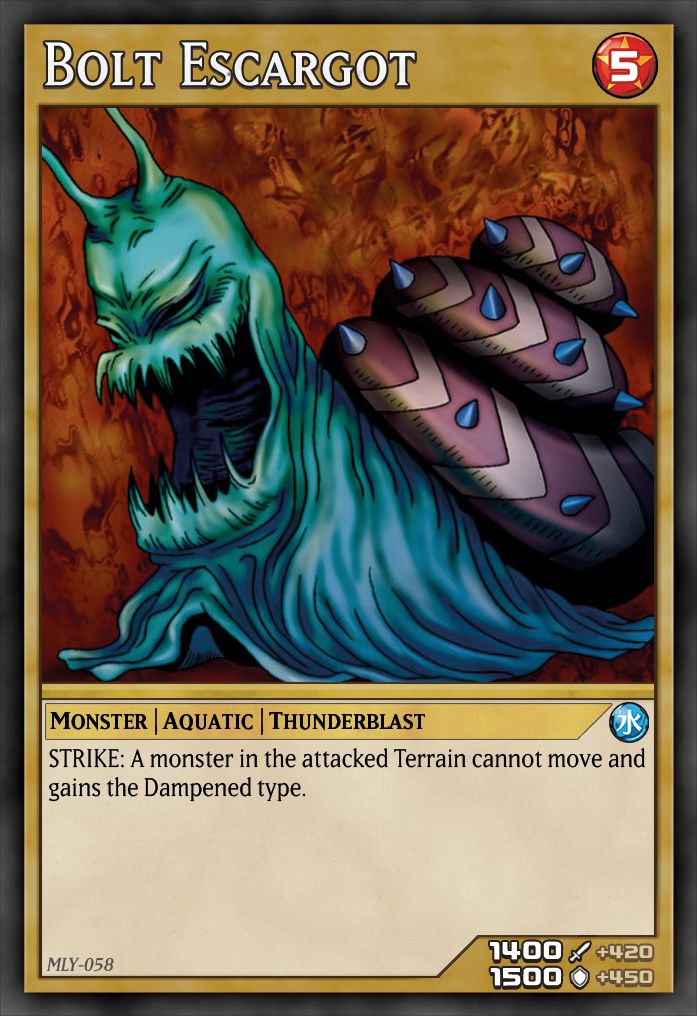 Bolt Escargot
5
Monster | Aquatic | Thunderblast
水
STRIKE: A monster in the attacked Terrain cannot move and
gains the Dampened type.
1400 +420
MLY-058
1500 +450